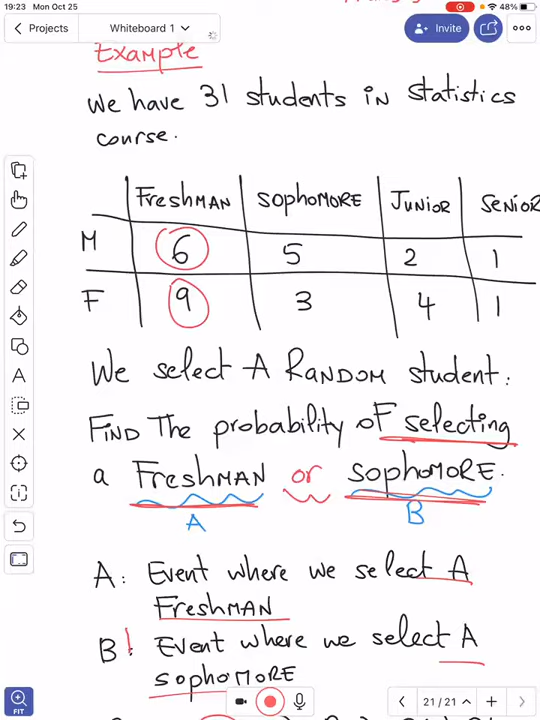 19:23 Mon Oct 25
48%
Projects
Whiteboard 1
Invite
Example
We have 31 students in statistics
course.
FreshMAN SophoMORE JUNIOR SENIOR
M 6 5 2 1
F 9 3 4 1
We select A RANDOM student:
FIND The probability oF selecting
a FreshMAN or sophoMORE.
A B
A: Event where we select A
FreshMAN
B: Event where we select A
sophoMORE
A
FIT
21/21